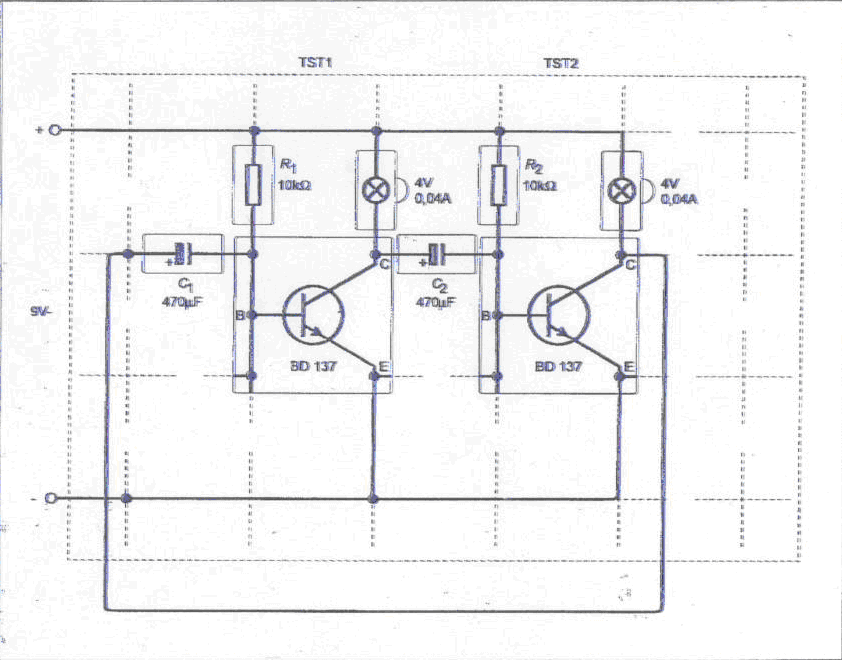 TST1 TST2
+
R1
10kΩ
4V
0,04A
R2
10kΩ
4V
0,04A
+
C1
470µF
C
+
C2
470µF
C
9V-
B
B
BD 137
E
BD 137
E
-